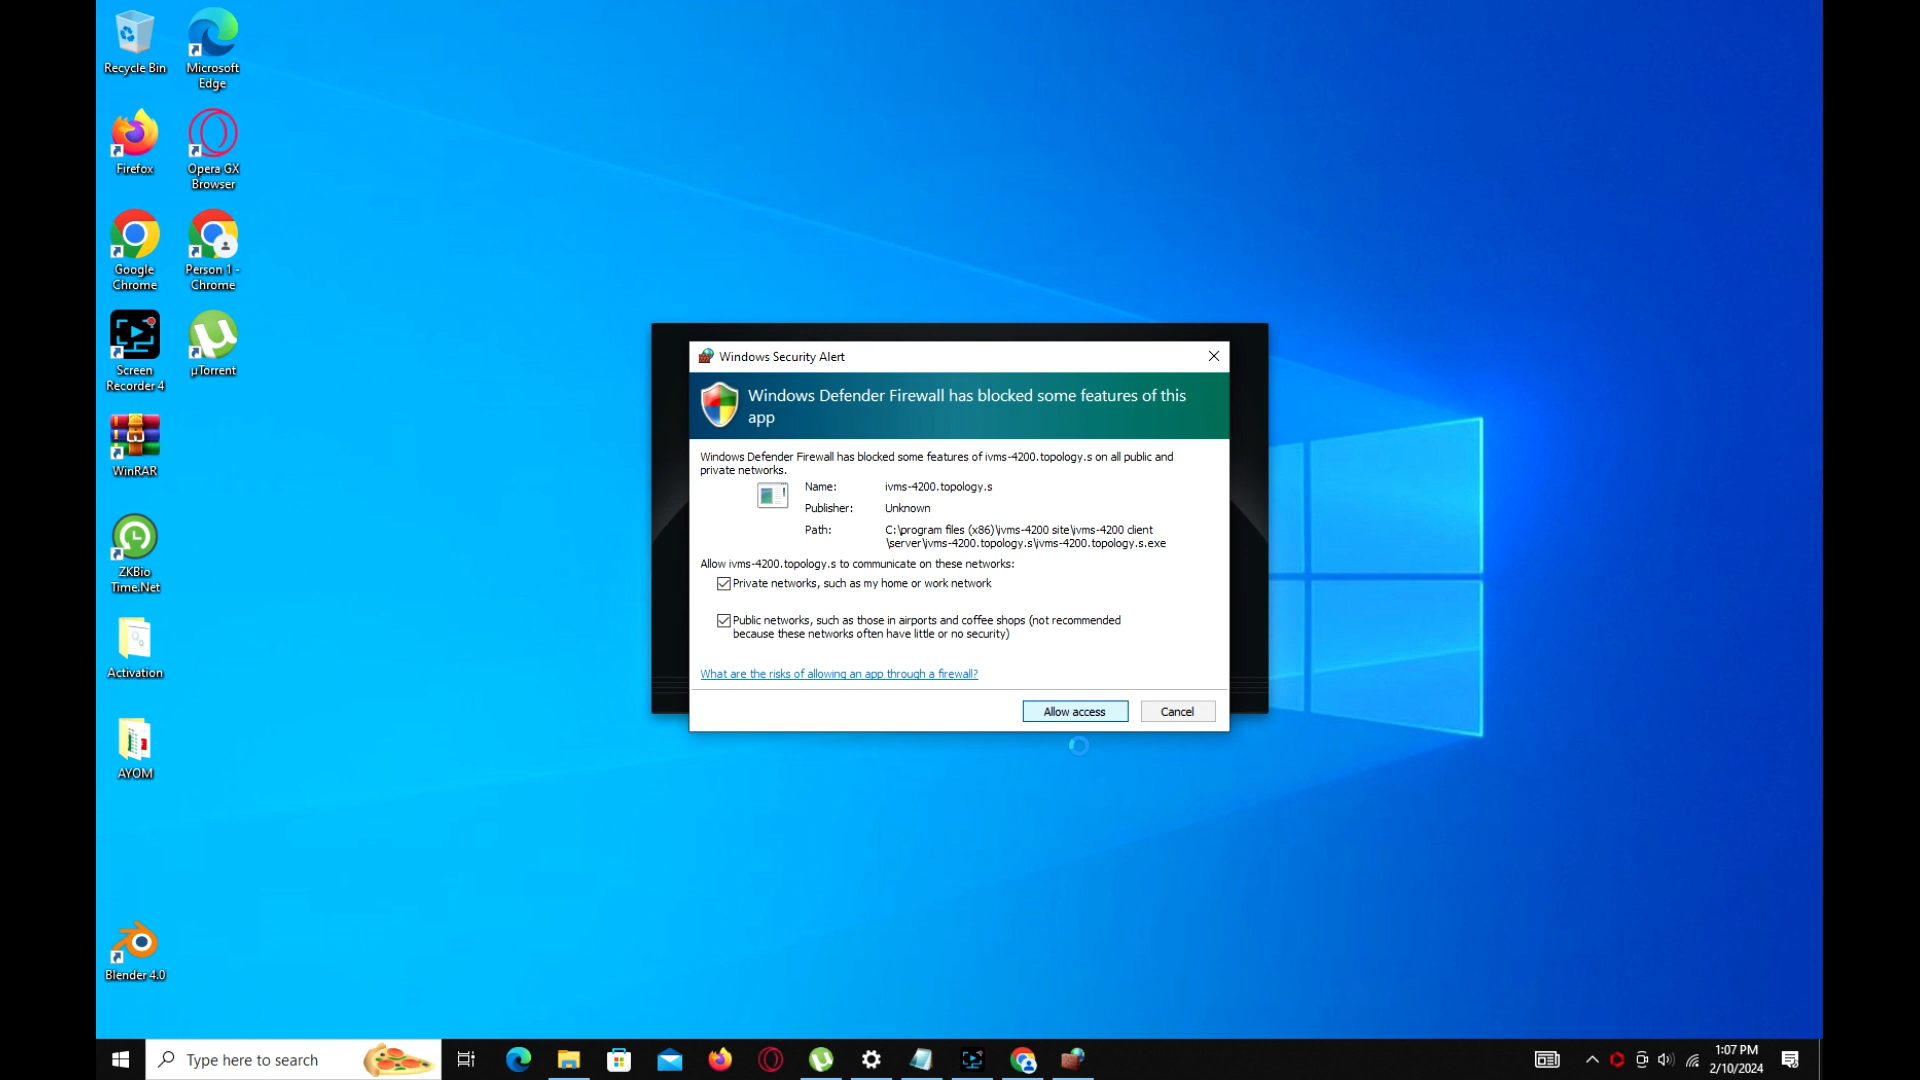 Recycle Bin
Microsoft
Edge
Firefox
Opera GX
Browser
Google
Chrome
Person 1 -
Chrome
Screen
Recorder 4
µTorrent
WinRAR
ZKBio
Time.Net
Activation
AYOM
Blender 4.0
Windows Security Alert
Windows Defender Firewall has blocked some features of this
app
Windows Defender Firewall has blocked some features of ivms-4200.topology.s on all public and
private networks.
Name: ivms-4200.topology.s
Publisher: Unknown
Path: C:\program files (x86)\ivms-4200 site\ivms-4200 client
\server\ivms-4200.topology.s\ivms-4200.topology.s.exe
Allow ivms-4200.topology.s to communicate on these networks:
Private networks, such as my home or work network
Public networks, such as those in airports and coffee shops (not recommended
because these networks often have little or no security)
What are the risks of allowing an app through a firewall?
Allow access Cancel
Type here to search
1:07 PM
2/10/2024